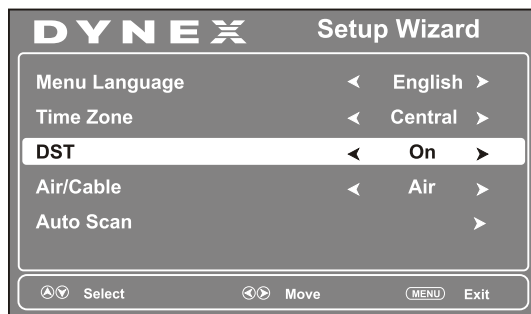 DYNEX Setup Wizard
Menu Language English
Time Zone Central
DST On
Air/Cable Air
Auto Scan
Select Move MENU Exit